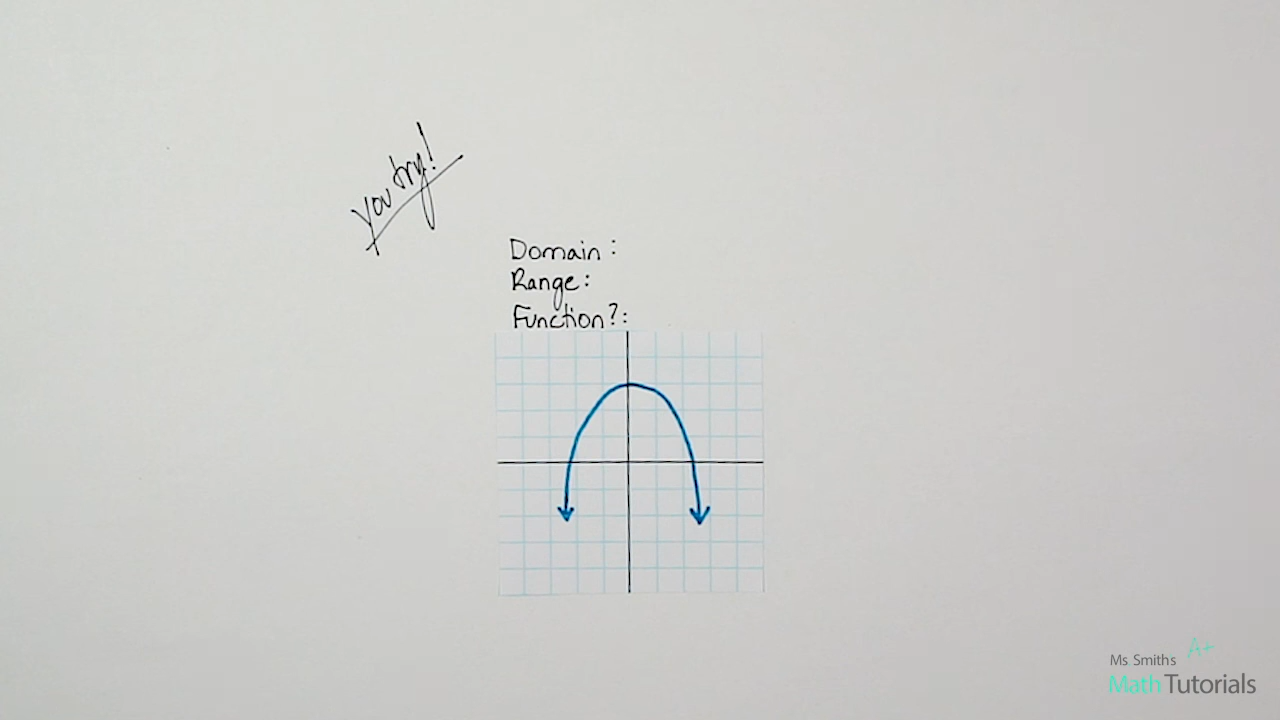 you try!
Domain:
Range:
Function?:
Ms Smiths A+
MathTutorials